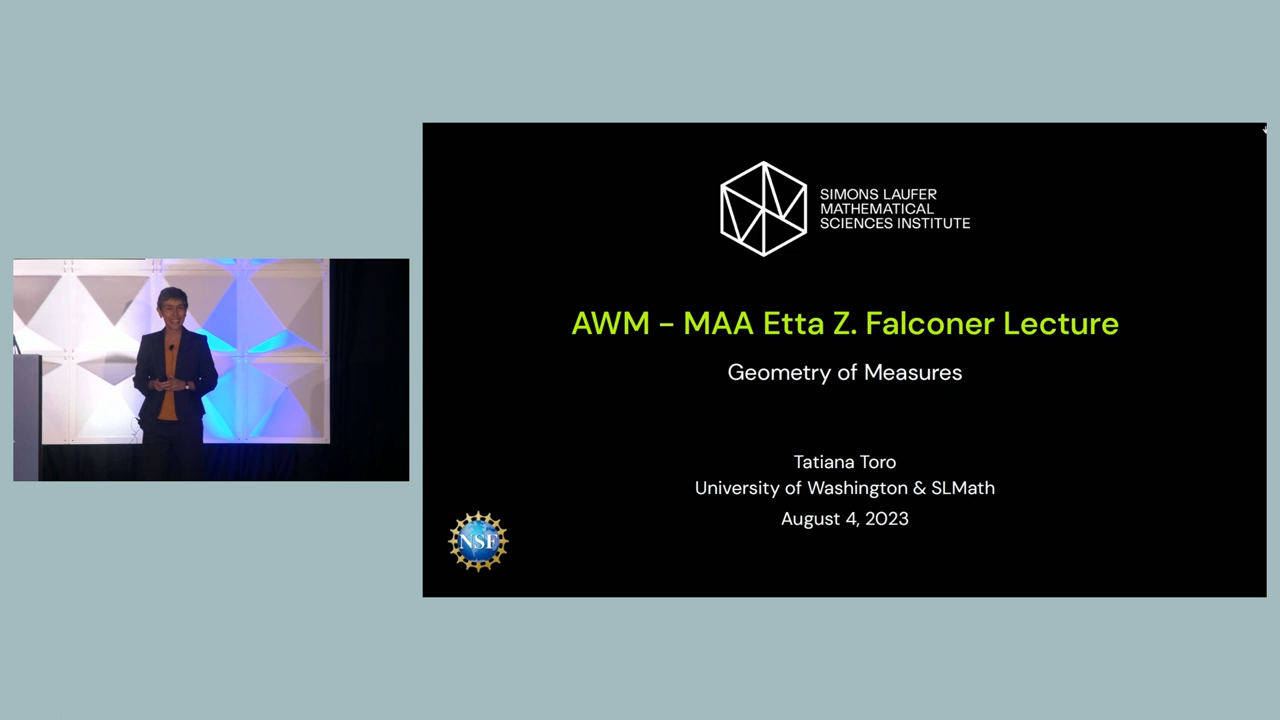 SIMONS LAUFER
MATHEMATICAL
SCIENCES INSTITUTE
AWM – MAA Etta Z. Falconer Lecture
Geometry of Measures
Tatiana Toro
University of Washington & SLMath
August 4, 2023
NSF